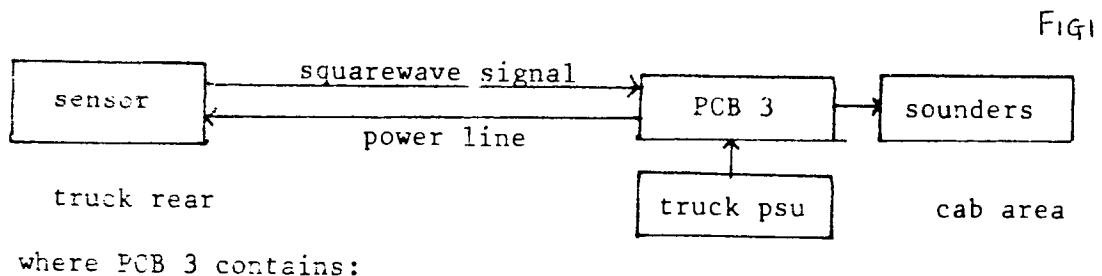 FIG1
squarewave signal
sensor
PCB 3
sounders
power line
truck rear
truck psu
cab area
where PCB 3 contains: